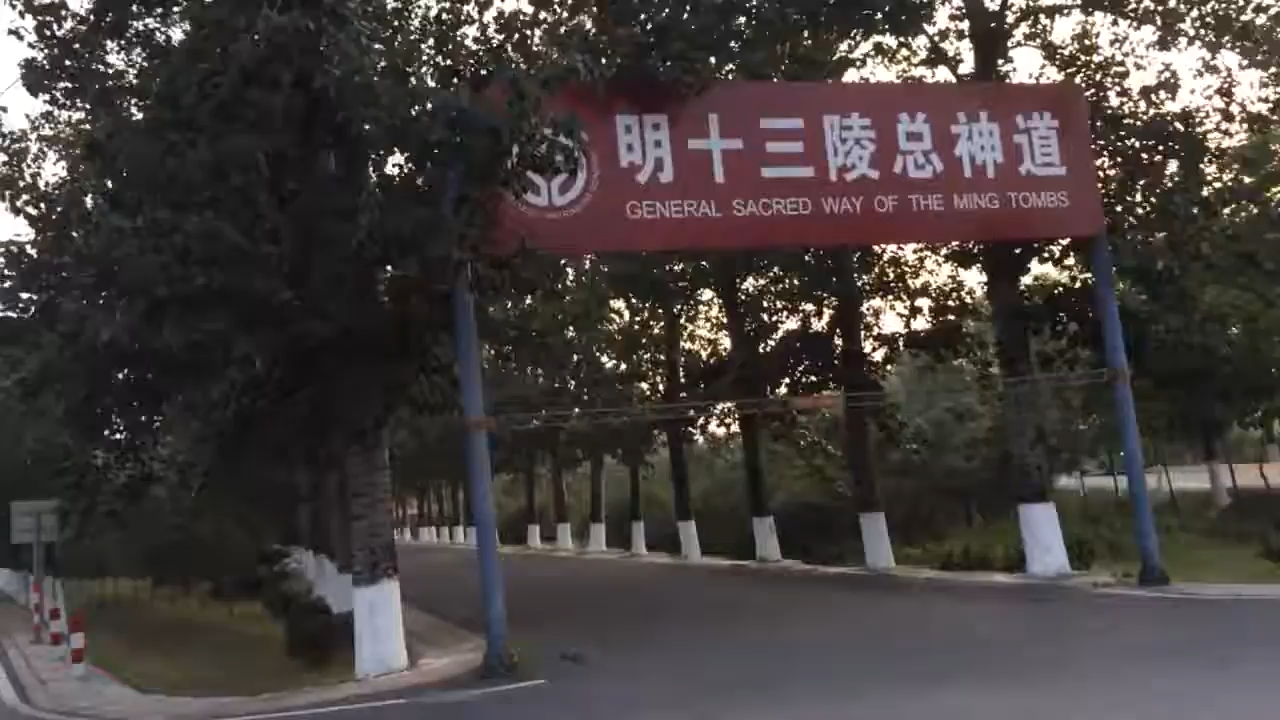 明十三陵总神道
GENERAL SACRED WAY OF THE MING TOMBS